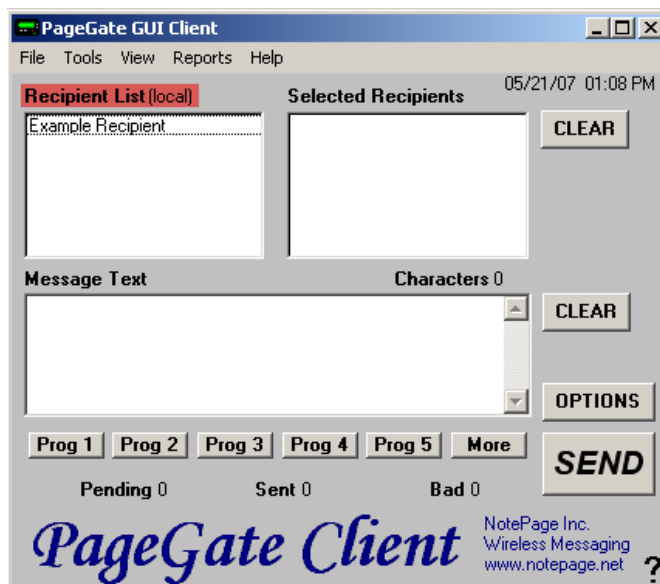 PageGate GUI Client
File Tools View Reports Help
05/21/07 01:08 PM
Recipient List (local) Selected Recipients
Example Recipient
CLEAR
Message Text Characters 0
CLEAR
OPTIONS
Prog 1 Prog 2 Prog 3 Prog 4 Prog 5 More
SEND
Pending 0 Sent 0 Bad 0
PageGate Client
NotePage Inc.
Wireless Messaging
www.notepage.net
?